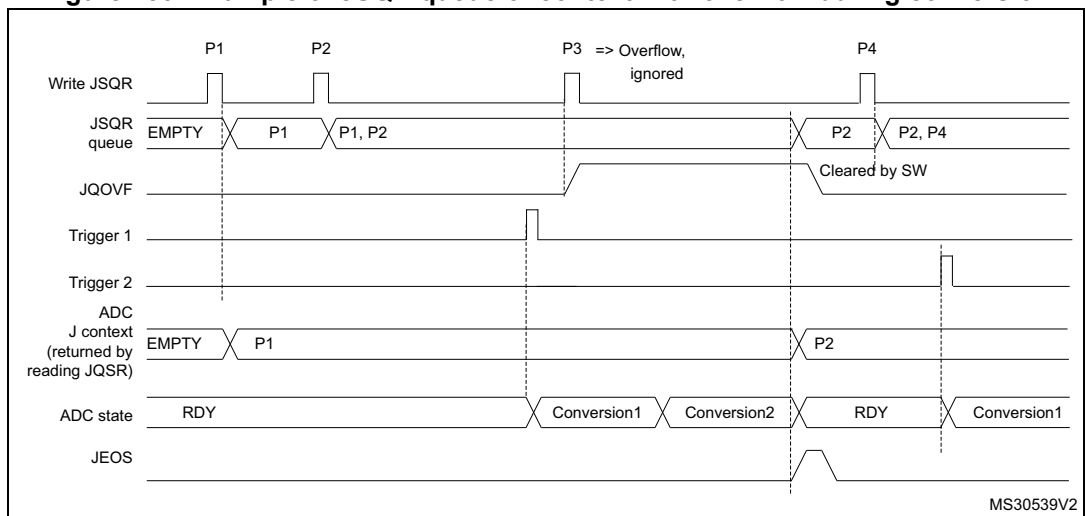 P1 P2 P3 => Overflow, P4
ignored
Write JSQR
JSQR
queue
EMPTY P1 P1, P2 P2 P2, P4
Cleared by SW
JQOVF
Trigger 1
Trigger 2
ADC
J context
(returned by
reading JQSR)
EMPTY P1 P2
ADC state RDY Conversion1 Conversion2 RDY Conversion1
JEOS
MS30539V2